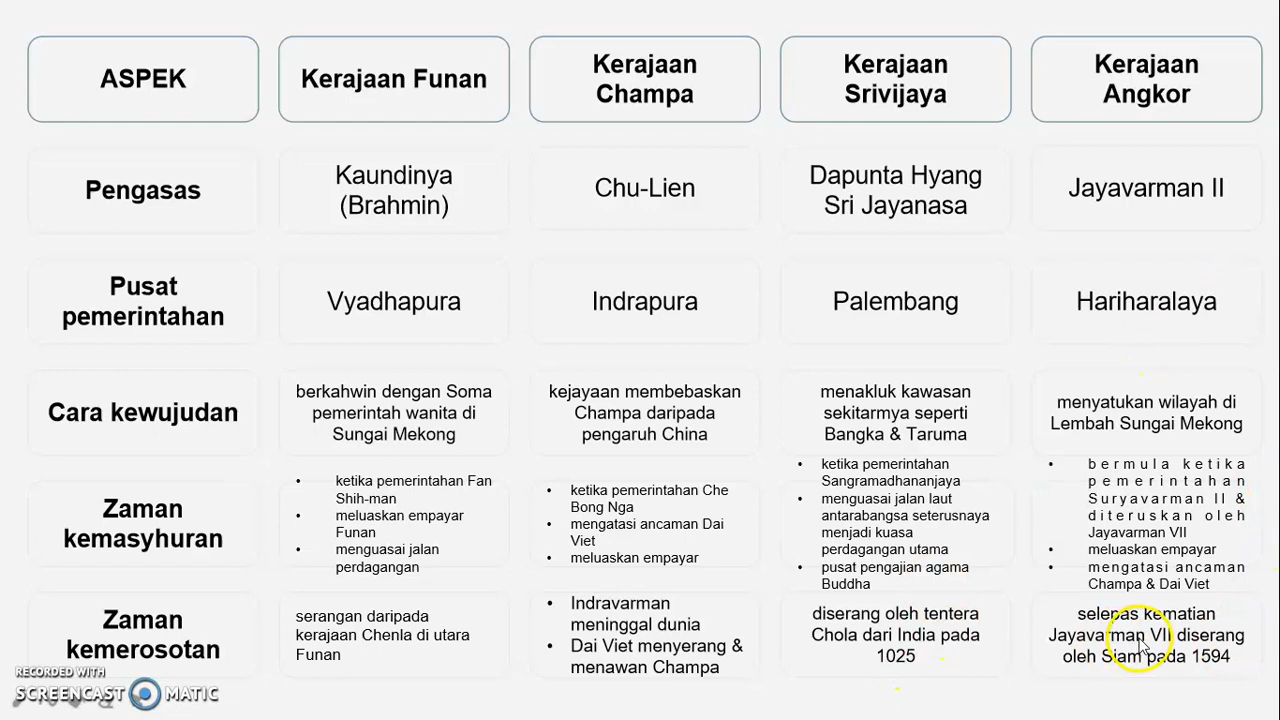 ASPEK
Kerajaan Funan
Kerajaan
Champa
Kerajaan
Srivijaya
Kerajaan
Angkor
Pengasas
Kaundinya
(Brahmin)
Chu-Lien
Dapunta Hyang
Sri Jayanasa
Jayavarman II
Pusat
pemerintahan
Vyadhapura
Indrapura
Palembang
Hariharalaya
Cara kewujudan
berkahwin dengan Soma
pemerintah wanita di
Sungai Mekong
kejayaan membebaskan
Champa daripada
pengaruh China
menakluk kawasan
sekitarmya seperti
Bangka & Taruma
menyatukan wilayah di
Lembah Sungai Mekong
Zaman
kemasyhuran
• ketika pemerintahan Fan
Shih-man
• meluaskan empayar
Funan
• menguasai jalan
perdagangan
• ketika pemerintahan Che
Bong Nga
• mengatasi ancaman Dai
Viet
• meluaskan empayar
• ketika pemerintahan
Sangramadhananjaya
• menguasai jalan laut
antarabangsa seterusnaya
menjadi kuasa
perdagangan utama
• pusat pengajian agama
Buddha
• bermula ketika
pemerintahan
Suryavarman II &
diteruskan oleh
Jayavarman VII
• meluaskan empayar
• mengatasi ancaman
Champa & Dai Viet
Zaman
kemerosotan
serangan daripada
kerajaan Chenla di utara
Funan
• Indravarman
meninggal dunia
• Dai Viet menyerang &
menawan Champa
diserang oleh tentera
Chola dari India pada
1025
selepas kematian
Jayavarman VII diserang
oleh Siam pada 1594
RECORDED WITH
SCREENCAST MATIC